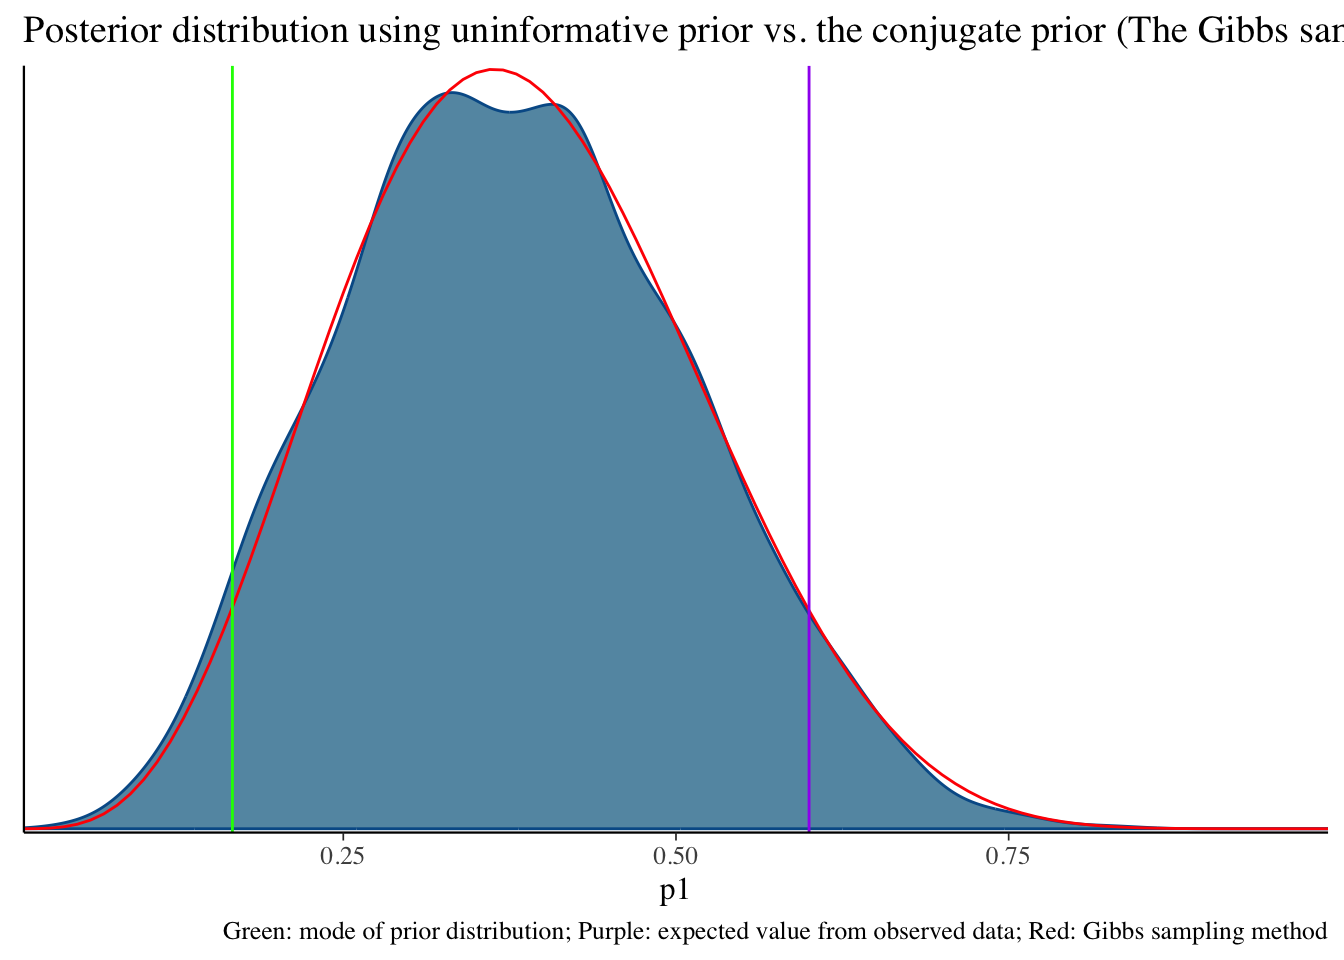 Posterior distribution using uninformative prior vs. the conjugate prior (The Gibbs
0.25 0.50 0.75
p1
Green: mode of prior distribution; Purple: expected value from observed data; Red: Gibbs sampling method